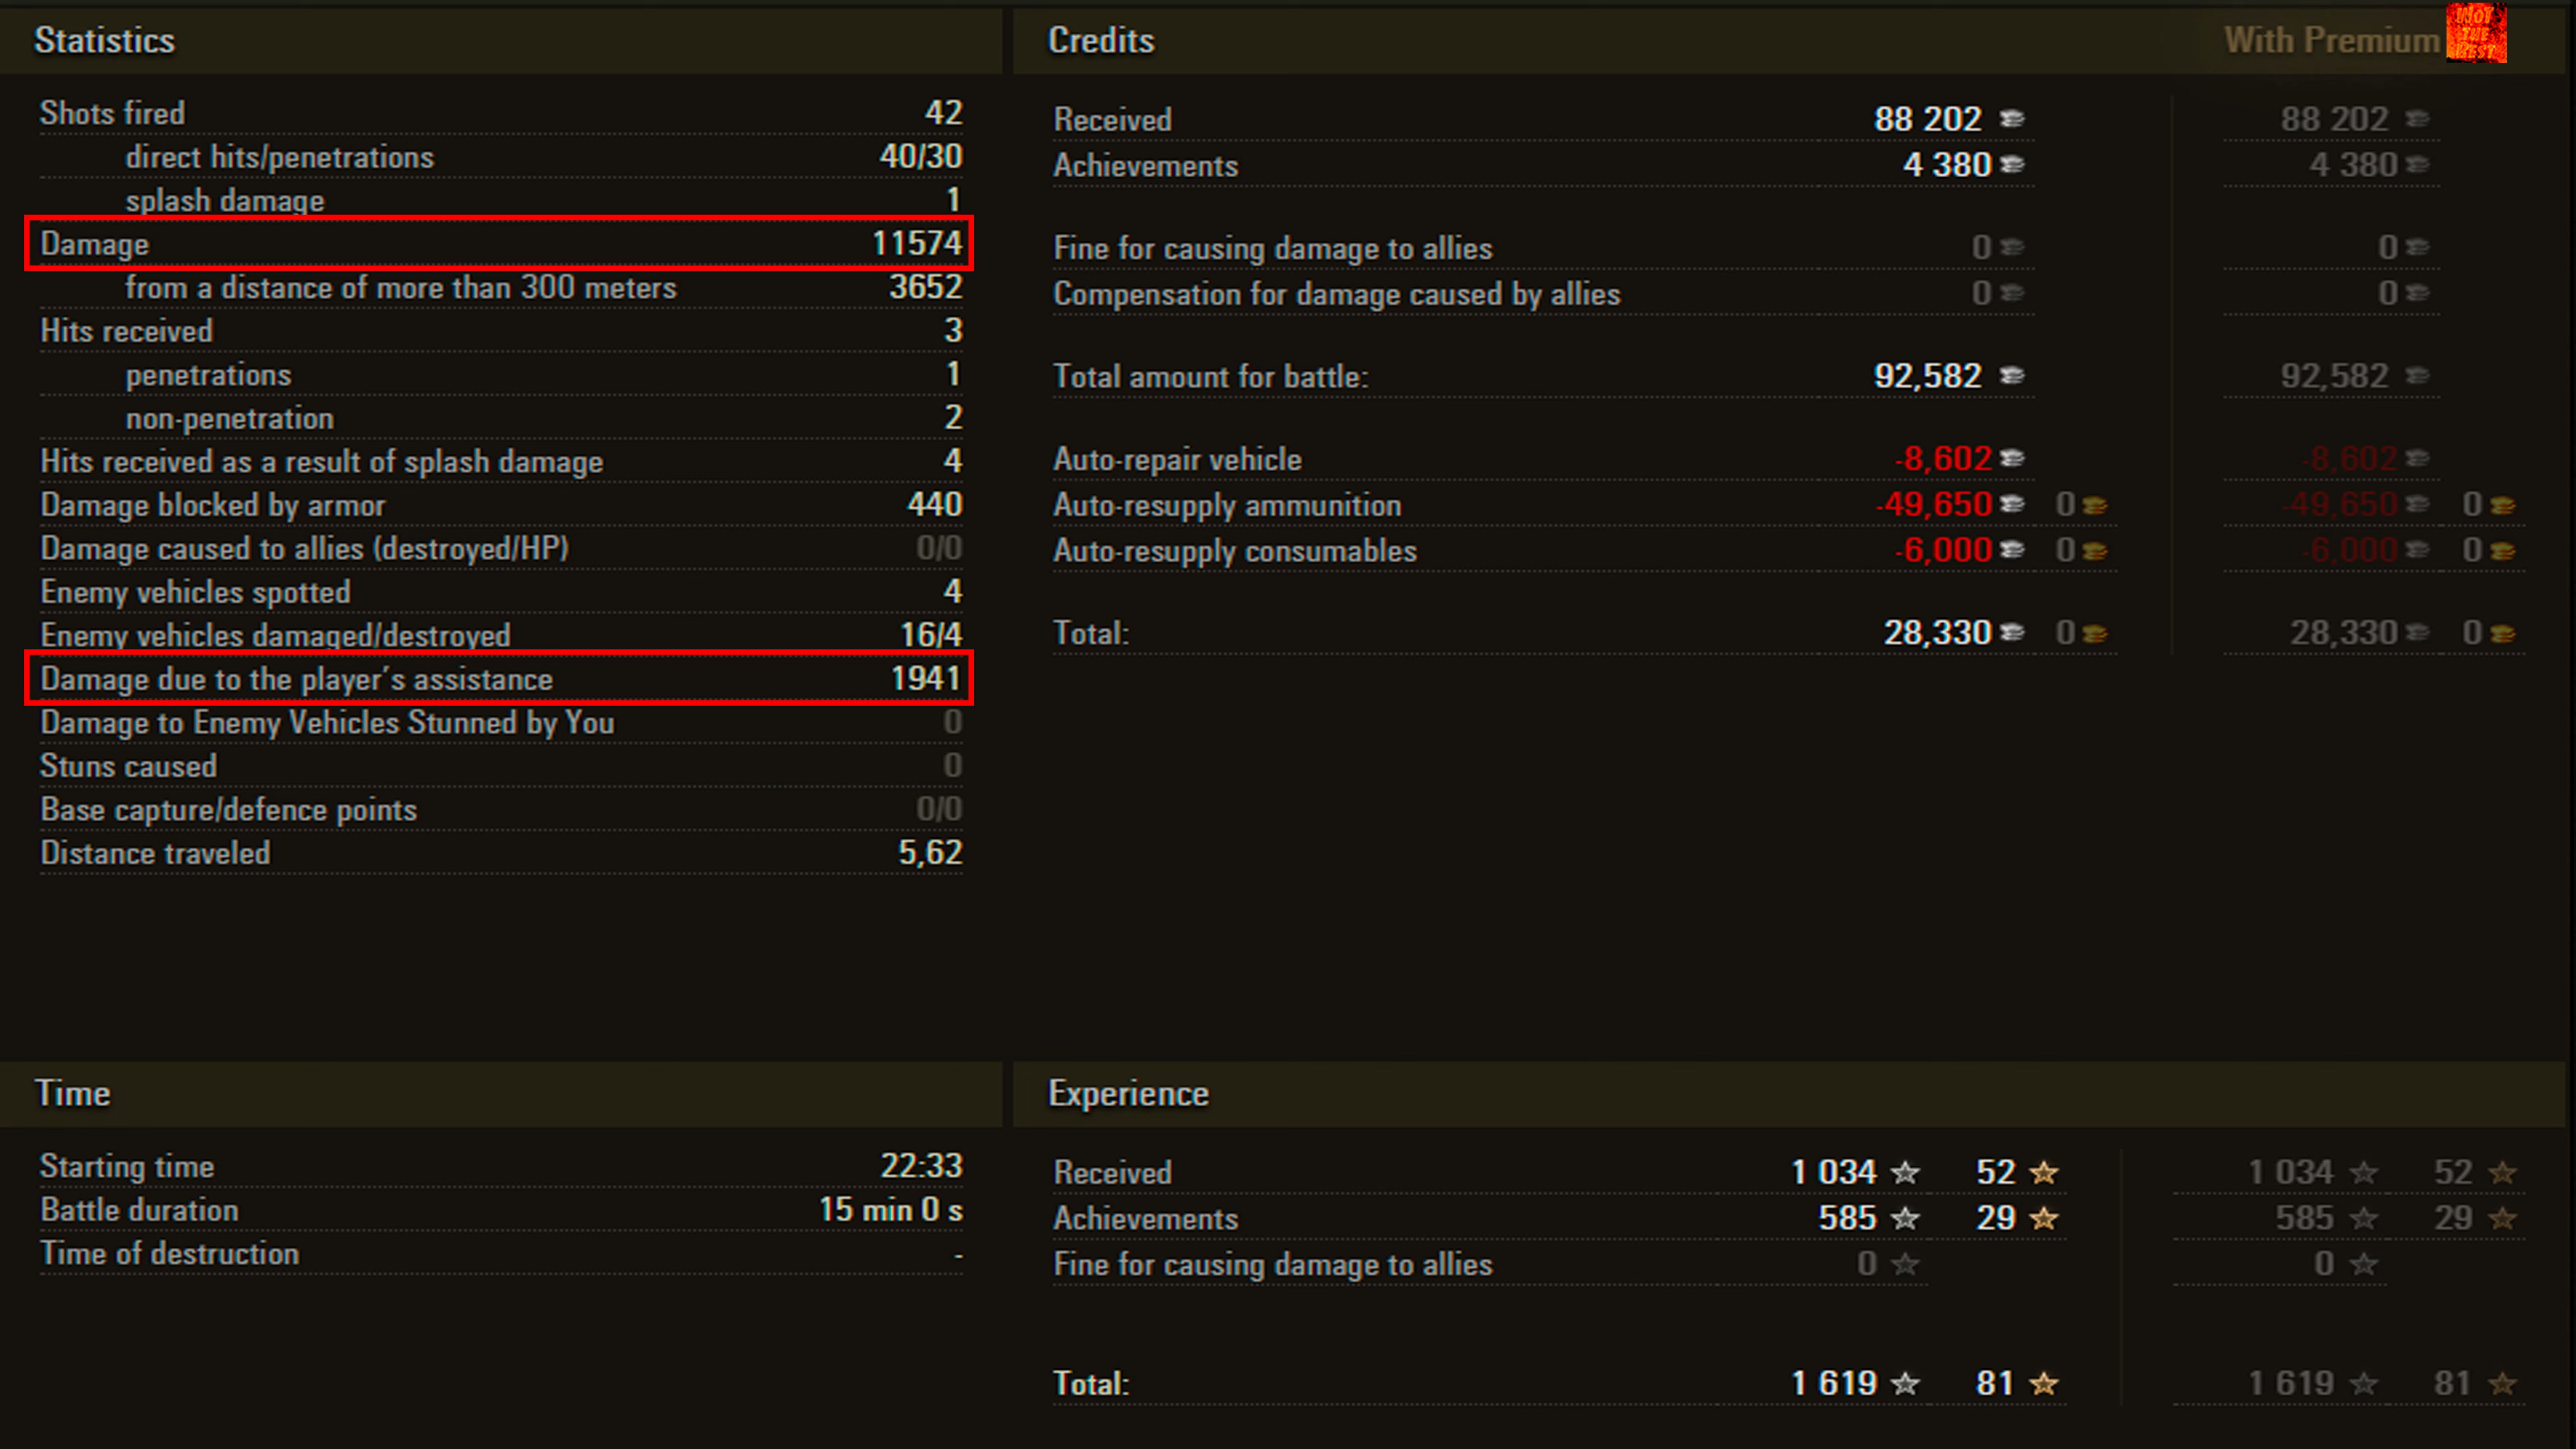 Statistics
Shots fired 42
direct hits/penetrations 40/30
splash damage 1
Damage 11574
from a distance of more than 300 meters 3652
Hits received 3
penetrations 1
non-penetration 2
Hits received as a result of splash damage 4
Damage blocked by armor 440
Damage caused to allies (destroyed/HP) 0/0
Enemy vehicles spotted 4
Enemy vehicles damaged/destroyed 16/4
Damage due to the player's assistance 1941
Damage to Enemy Vehicles Stunned by You 0
Stuns caused 0
Base capture/defence points 0/0
Distance traveled 5,62
Credits With Premium
WOT
THE
BEST
Received 88 202 88 202
Achievements 4 380 4 380
Fine for causing damage to allies 0 0
Compensation for damage caused by allies 0 0
Total amount for battle: 92,582 92,582
Auto-repair vehicle -8,602 -8,602
Auto-resupply ammunition -49,650 0 -49,650 0
Auto-resupply consumables -6,000 0 -6,000 0
Total: 28,330 0 28,330 0
Time
Starting time 22:33
Battle duration 15 min 0 s
Time of destruction -
Experience
Received 1 034 52 1 034 52
Achievements 585 29 585 29
Fine for causing damage to allies 0 0
Total: 1 619 81 1 619 81